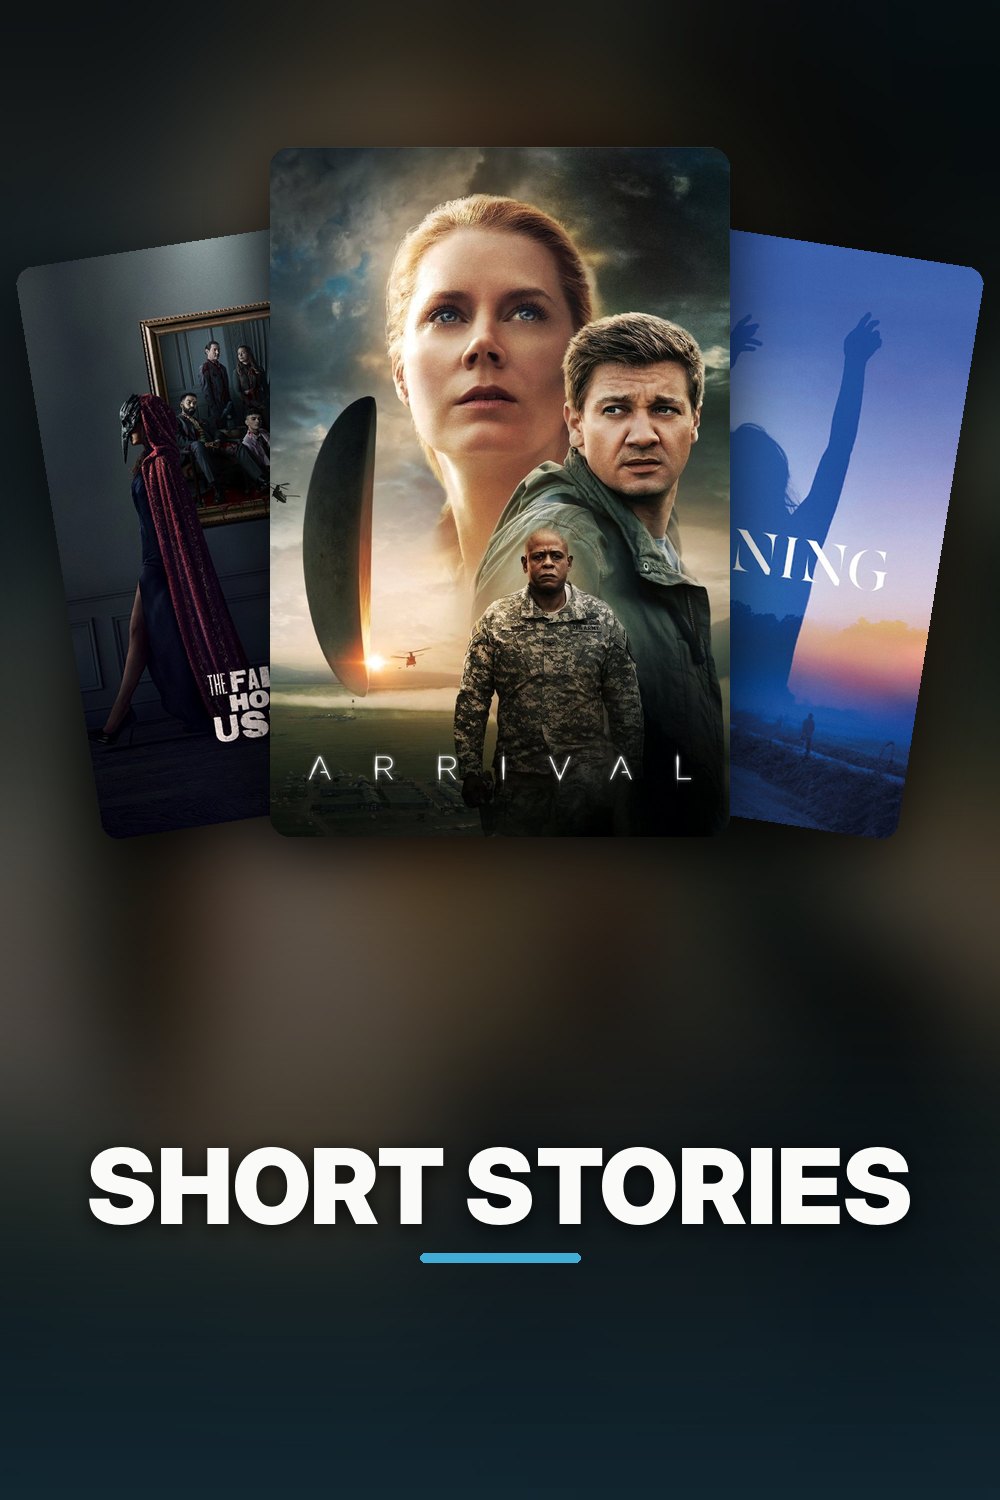 THE FA
HO
US
ARRIVAL
NING
SHORT STORIES